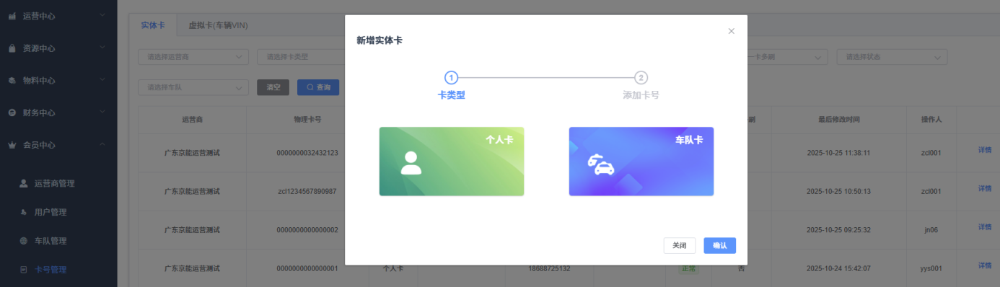 运营中心
资源中心
物料中心
财务中心
会员中心
运营商管理
用户管理
车队管理
卡号管理
实体卡 虚拟卡(车辆VIN)
请选择运营商 请选择卡类型 一卡多刷 请选择状态
请选择车队 清空 查询
运营商 物理卡号 刷 最后修改时间 操作人
广东京能运营测试 0000000032432123 2025-10-25 11:38:11 zcl001 详情
广东京能运营测试 zcl1234567890987 2025-10-25 10:50:13 zcl001 详情
广东京能运营测试 0000000000000002 2025-10-25 09:25:32 jn06 详情
广东京能运营测试 0000000000000001 个人卡 18688725132 正常 否 2025-10-24 15:42:07 yys001 详情
新增实体卡
1 2
卡类型 添加卡号
个人卡 车队卡
关闭 确认